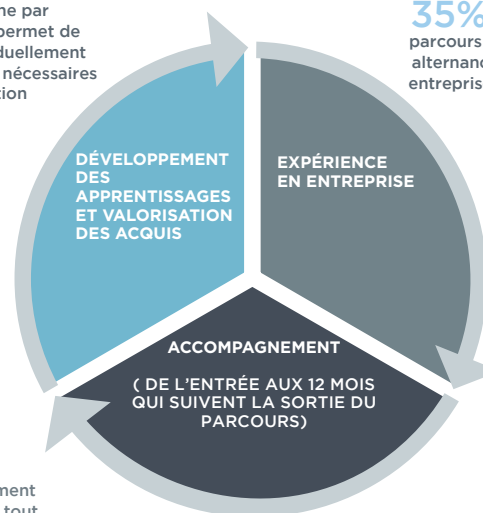 ne par
permet de
duellement
nécessaires
tion
35%
parcours
alternanc
entrepris
DÉVELOPPEMENT
DES
APPRENTISSAGES
ET VALORISATION
DES ACQUIS
EXPÉRIENCE
EN ENTREPRISE
ACCOMPAGNEMENT
( DE L'ENTRÉE AUX 12 MOIS
QUI SUIVENT LA SORTIE DU
PARCOURS)
ment
tout